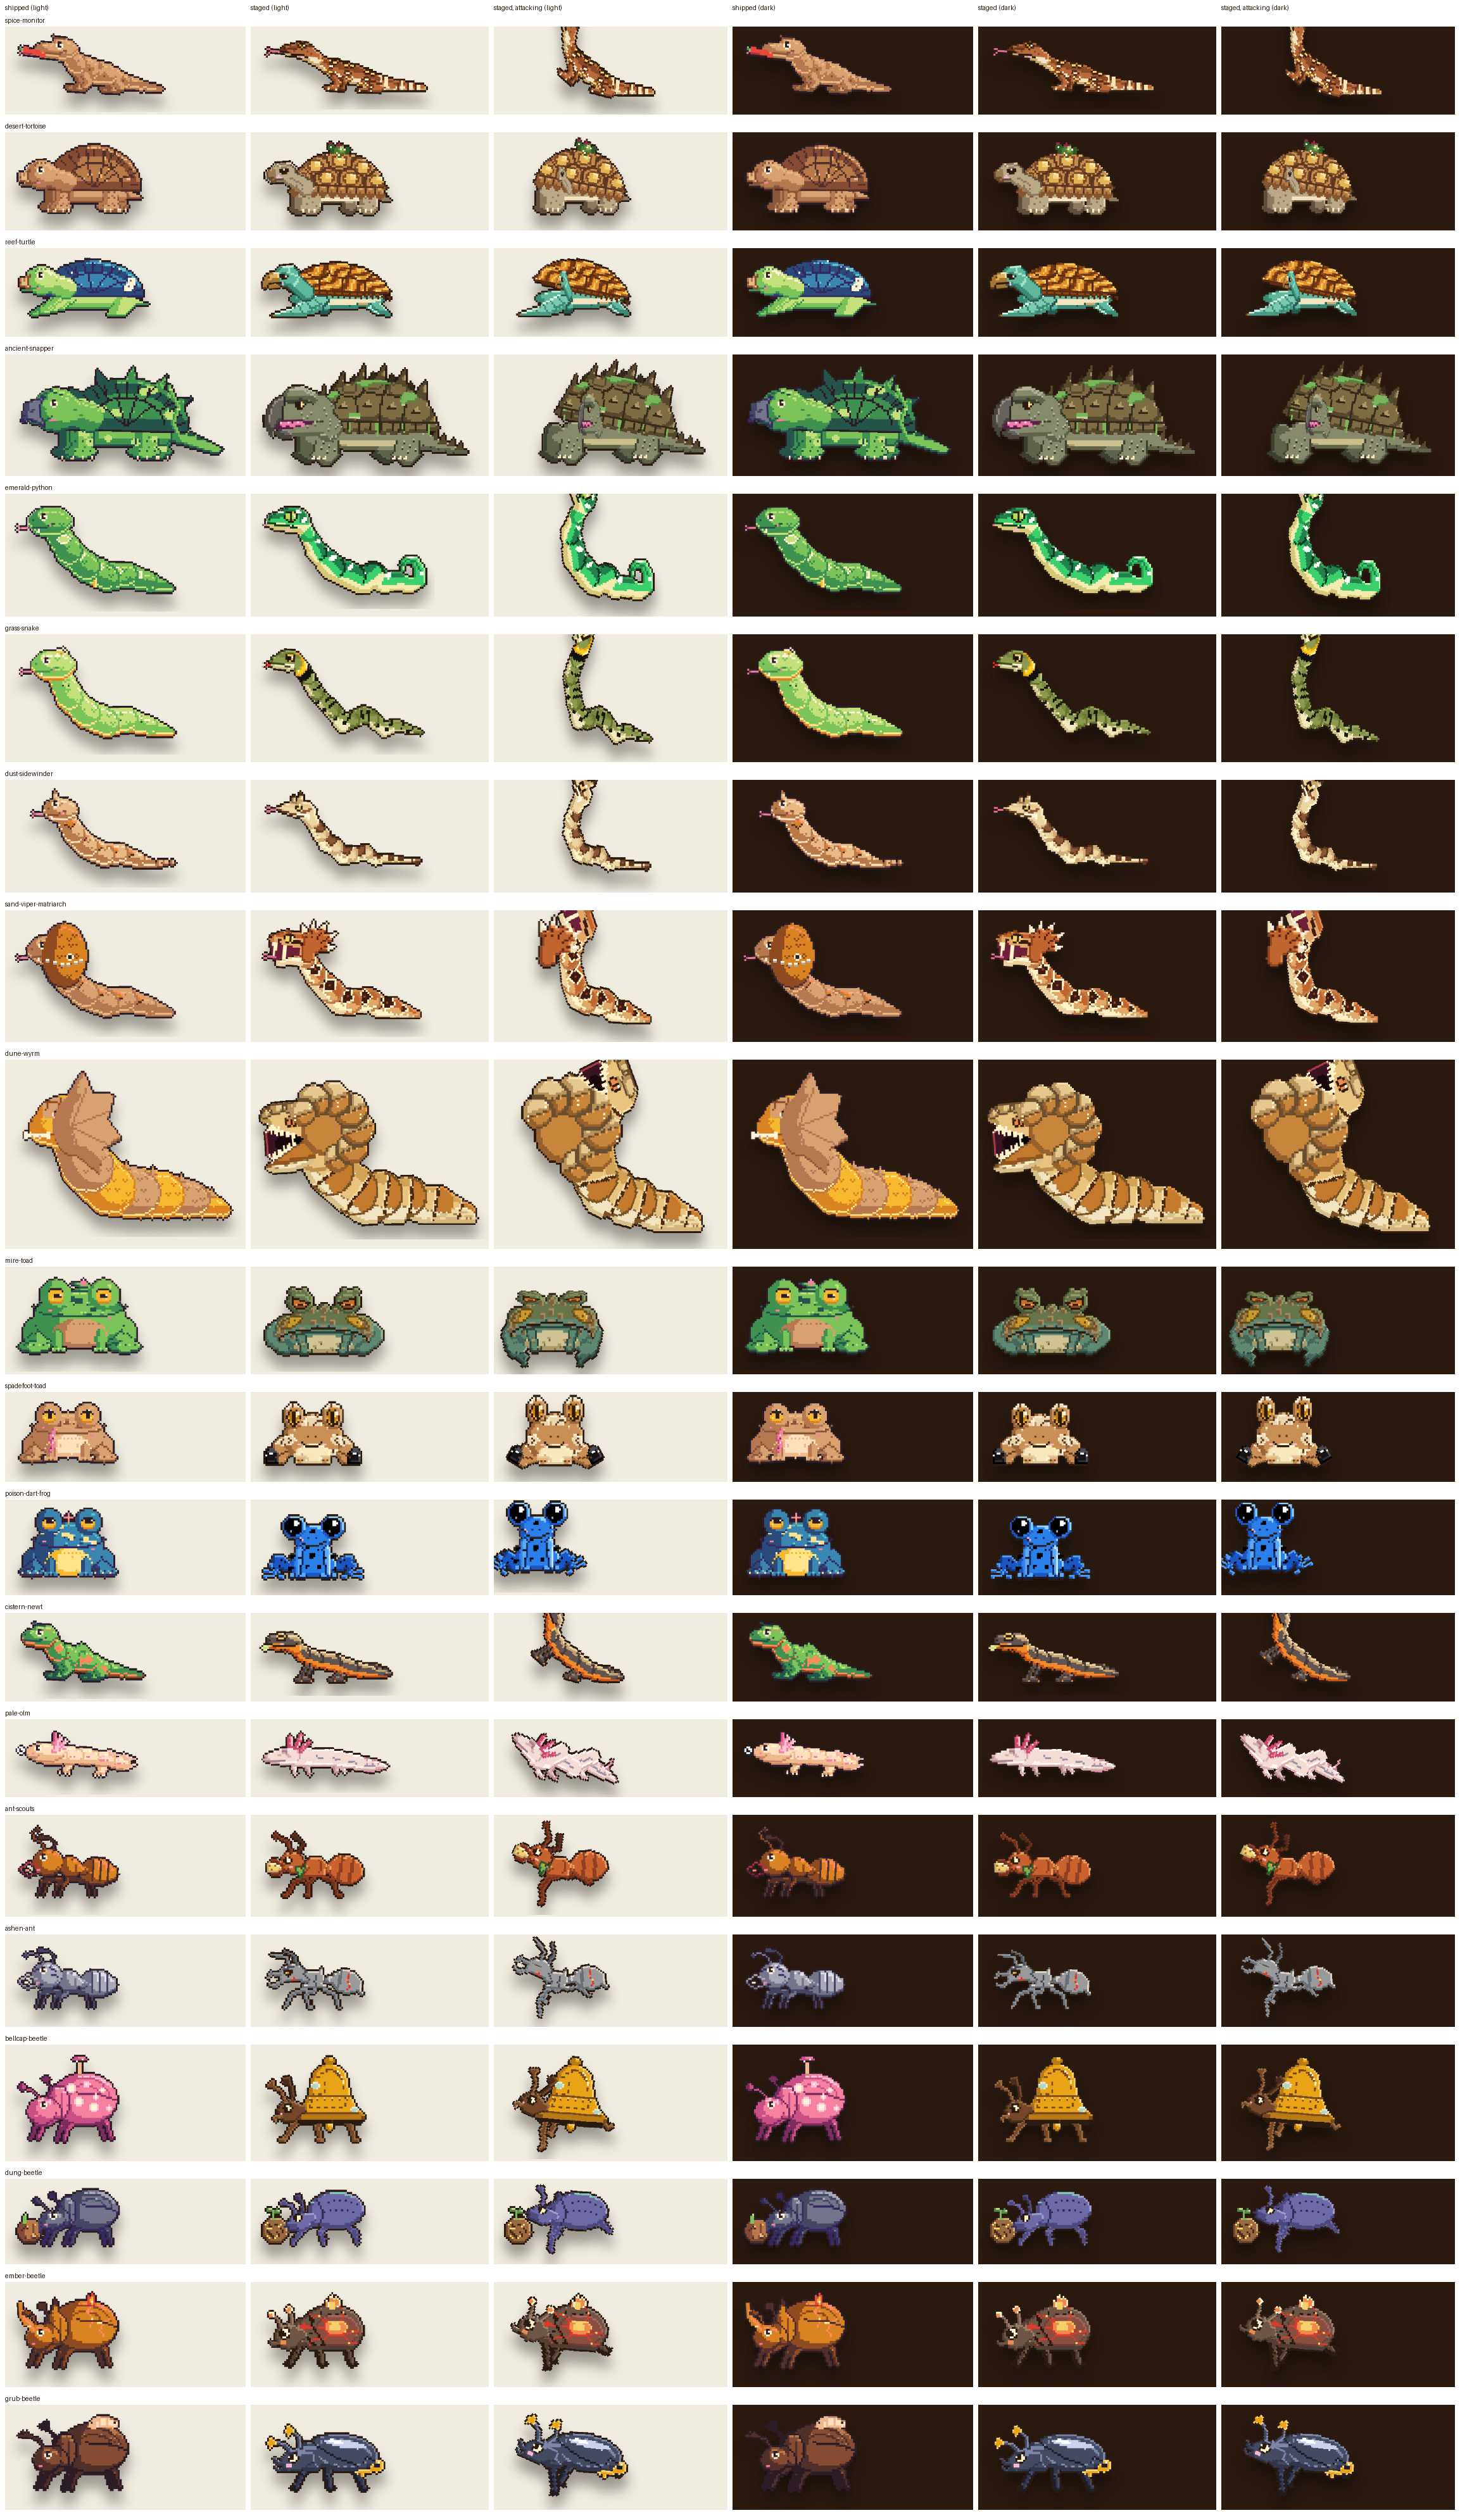 shipped (light) staged (light) staged, attacking (light) shipped (dark) staged (dark) staged, attacking (dark)
spice-monitor
desert-tortoise
reef-turtle
ancient-snapper
emerald-python
grass-snake
dust-sidewinder
sand-viper-matriarch
dune-wyrm
mire-toad
spadefoot-toad
poison-dart-frog
cistern-newt
pale-olm
ant-scouts
ashen-ant
bellcap-beetle
dung-beetle
ember-beetle
grub-beetle